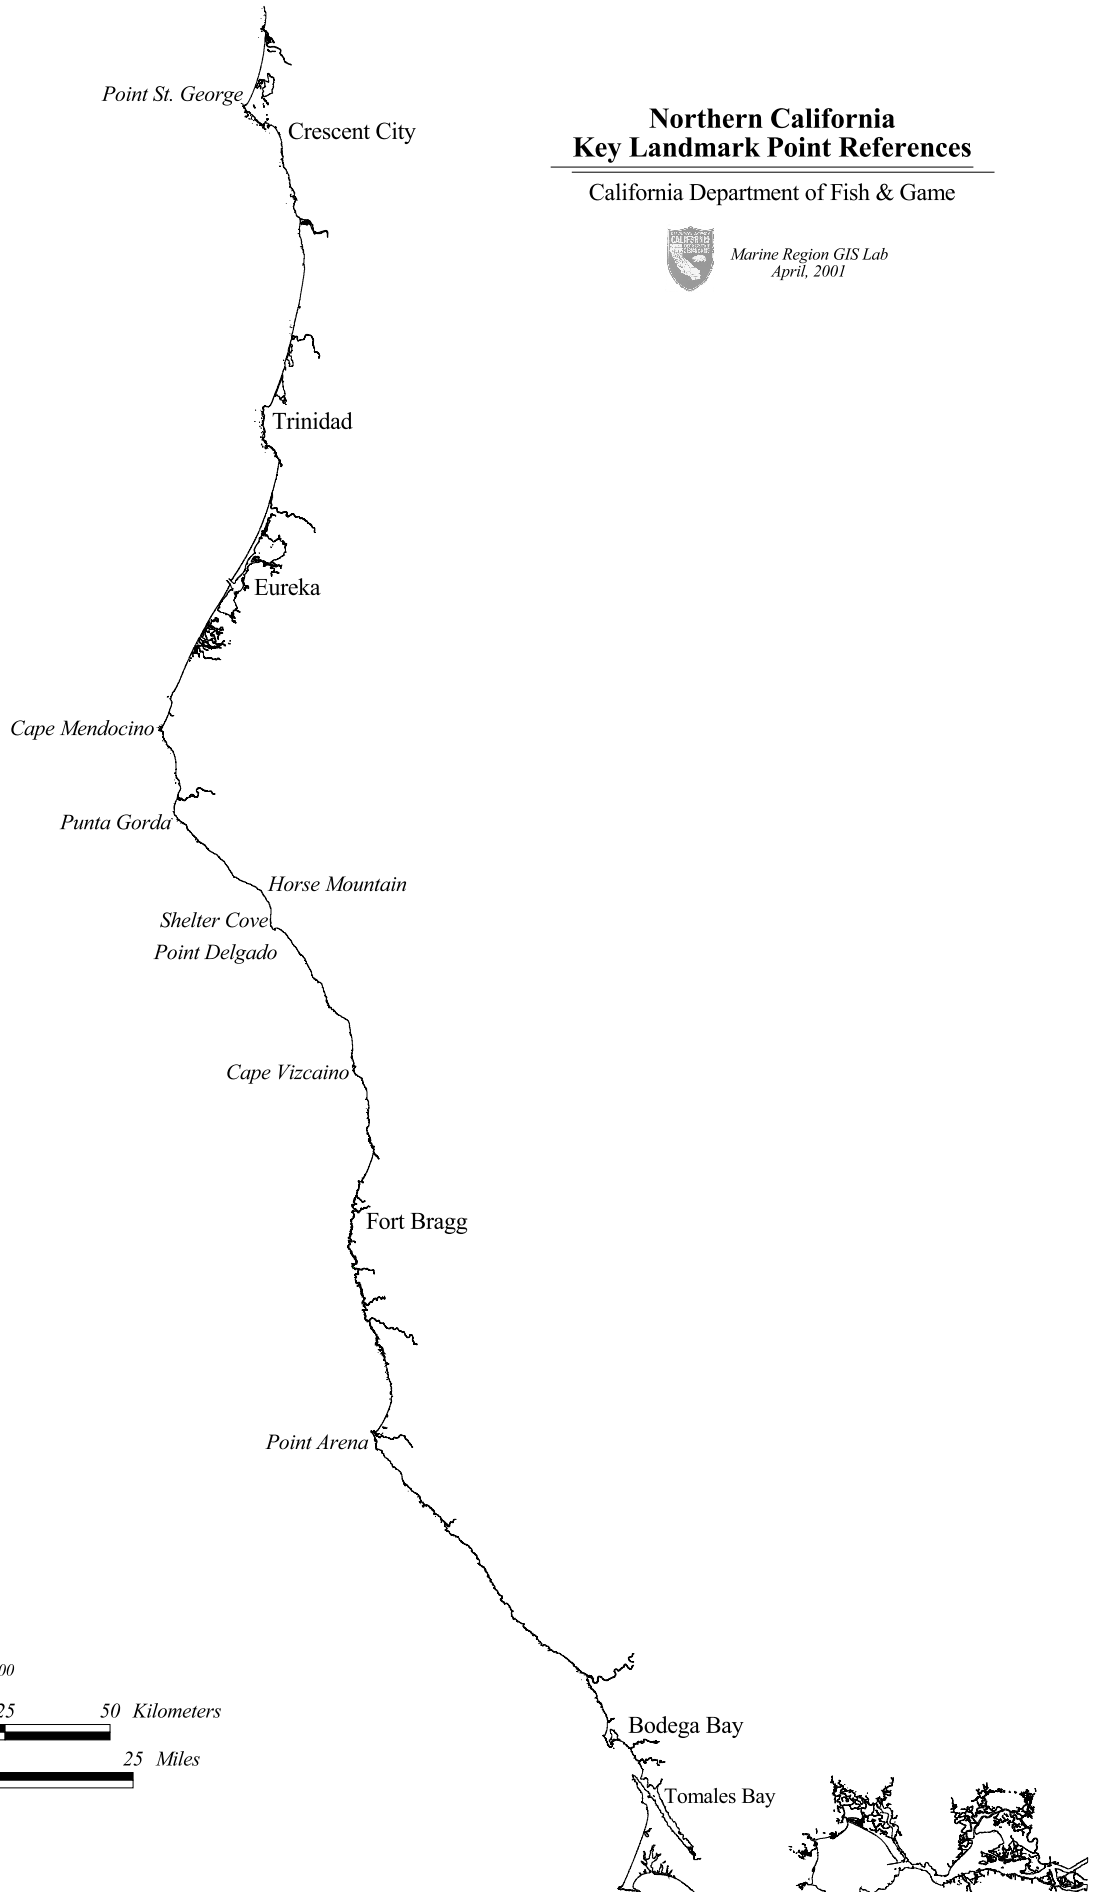 Point St. George
Northern California
Key Landmark Point References
Crescent City
California Department of Fish & Game
CALIFORNIA
Marine Region GIS Lab
April, 2001
Trinidad
Eureka
Cape Mendocino
Punta Gorda
Horse Mountain
Shelter Cove
Point Delgado
Cape Vizcaino
Fort Bragg
Point Arena
00
25 50 Kilometers
Bodega Bay
25 Miles
Tomales Bay